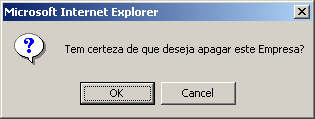 Microsoft Internet Explorer
Tem certeza de que deseja apagar este Empresa?
OK
Cancel